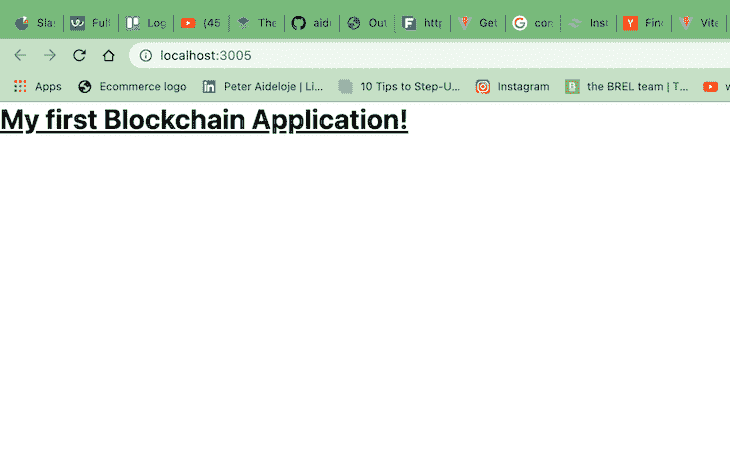 Sla Full Log (45 The aid Out http Get con Inst Fin Vite
localhost:3005
Apps Ecommerce logo Peter Aideloje | Li... 10 Tips to Step-U... Instagram the BREL team | T...
My first Blockchain Application!